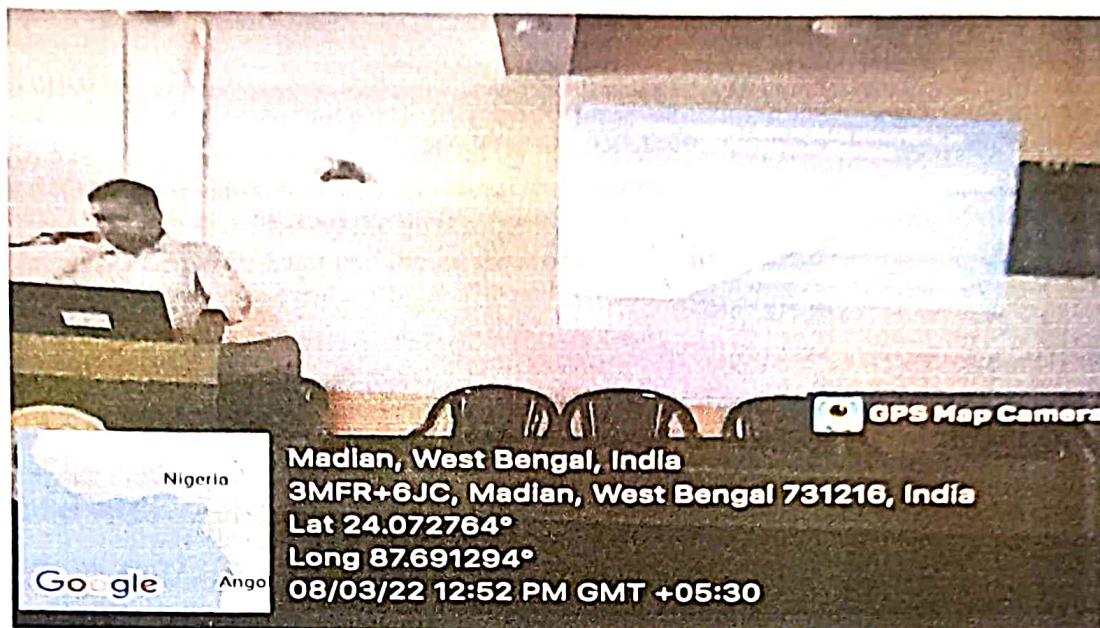 GPS Map Camera
Madian, West Bengal, India
3MFR+6JC, Madian, West Bengal 731216, India
Lat 24.072764°
Long 87.691294°
08/03/22 12:52 PM GMT +05:30
Nigeria
Ango
Google